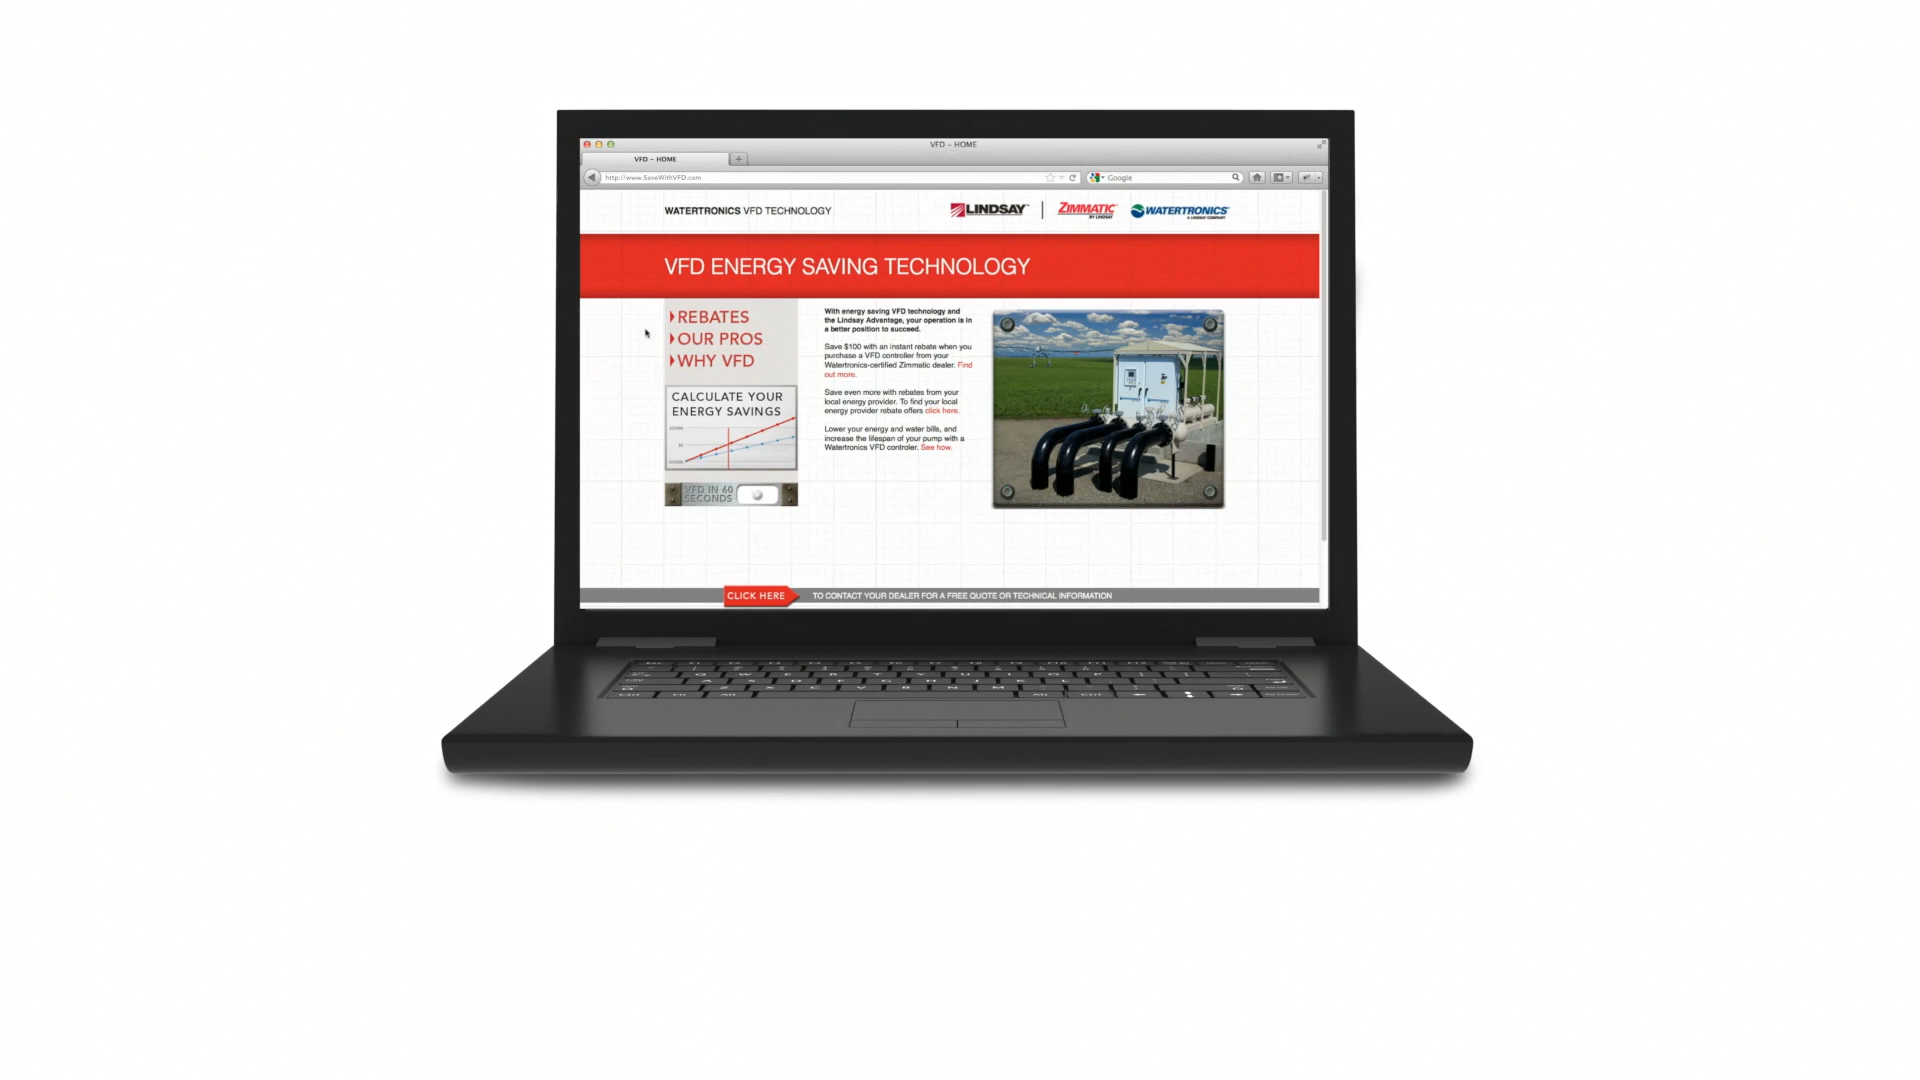 VFD – HOME
VFD – HOME
http://www.SaveWithVFD.com
Google
WATERTRONICS VFD TECHNOLOGY
LINDSAY
ZIMMATIC
BY LINDSAY
WATERTRONICS
A LINDSAY COMPANY
VFD ENERGY SAVING TECHNOLOGY
REBATES
OUR PROS
WHY VFD
CALCULATE YOUR
ENERGY SAVINGS
VFD IN 60
SECONDS
With energy saving VFD technology and
the Lindsay Advantage, your operation is in
a better position to succeed.
Save $100 with an instant rebate when you
purchase a VFD controller from your
Watertronics-certified Zimmatic dealer. Find
out more.
Save even more with rebates from your
local energy provider. To find your local
energy provider rebate offers click here.
Lower your energy and water bills, and
increase the lifespan of your pump with a
Watertronics VFD controler. See how.
CLICK HERE
TO CONTACT YOUR DEALER FOR A FREE QUOTE OR TECHNICAL INFORMATION